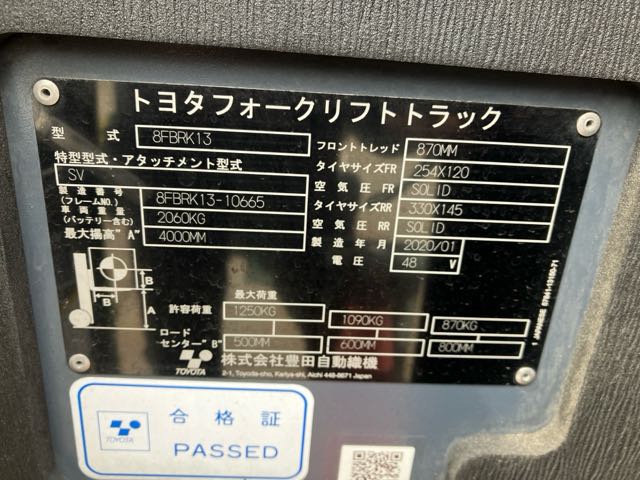 トヨタフォークリフトトラック
型 式 8FBRK13
特型型式・アタッチメント型式
SV
製造番号 (フレームNO.) 8FBRK13-10665
車両重量 (バッテリー含む) 2060KG
最大揚高"A" 4000MM
フロントトレッド 870MM
タイヤサイズFR 254X120
空気圧FR SOLID
タイヤサイズRR 330X145
空気圧RR SOLID
製造年月 2020/01
電圧 48 V
B
B
A
最大荷重
許容荷重 1250KG 1090KG 870KG
ロードセンター"B" 500MM 600MM 800MM
TOYOTA
株式会社豊田自動織機
2-1, Toyoda-cho, Kariya-shi, Aichi 448-8671 Japan
TOYOTA
合格証
PASSED